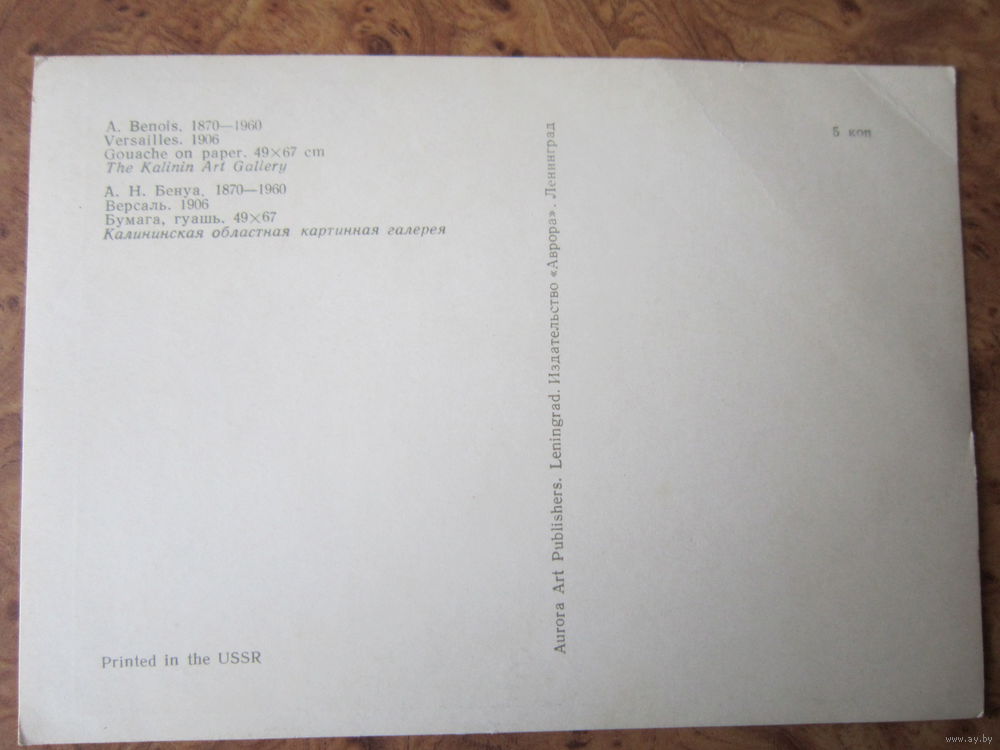 A. Benois. 1870—1960
Versailles. 1906
Gouache on paper. 49×67 cm
The Kalinin Art Gallery
А. Н. Бенуа. 1870—1960
Версаль. 1906
Бумага, гуашь. 49×67
Калининская областная картинная галерея
Printed in the USSR
Aurora Art Publishers. Leningrad. Издательство «Аврора». Ленинград
5 коп
www.ay.by